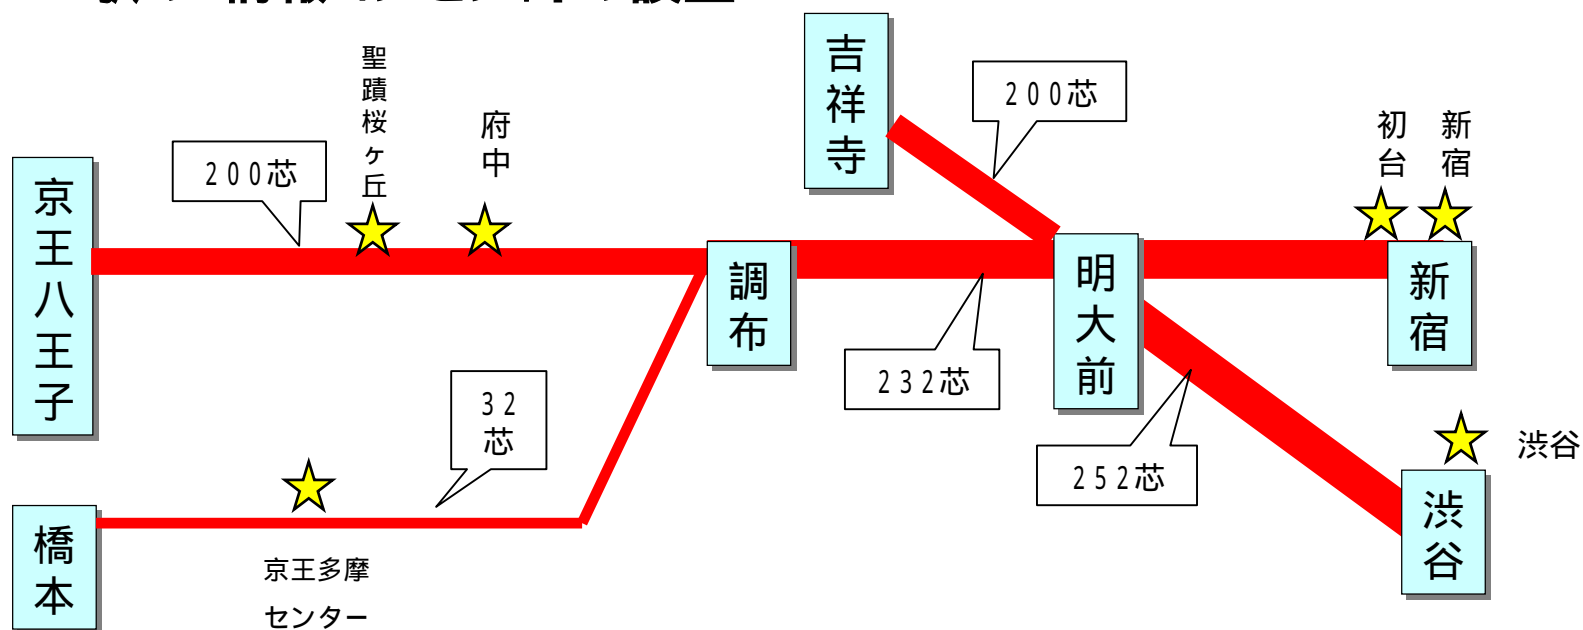 聖蹟桜ヶ丘
府中
吉祥寺
200芯
初台
新宿
200芯
京王八王子
調布
明大前
新宿
232芯
32
芯
252芯
渋谷
渋谷
橋本
京王多摩
センター